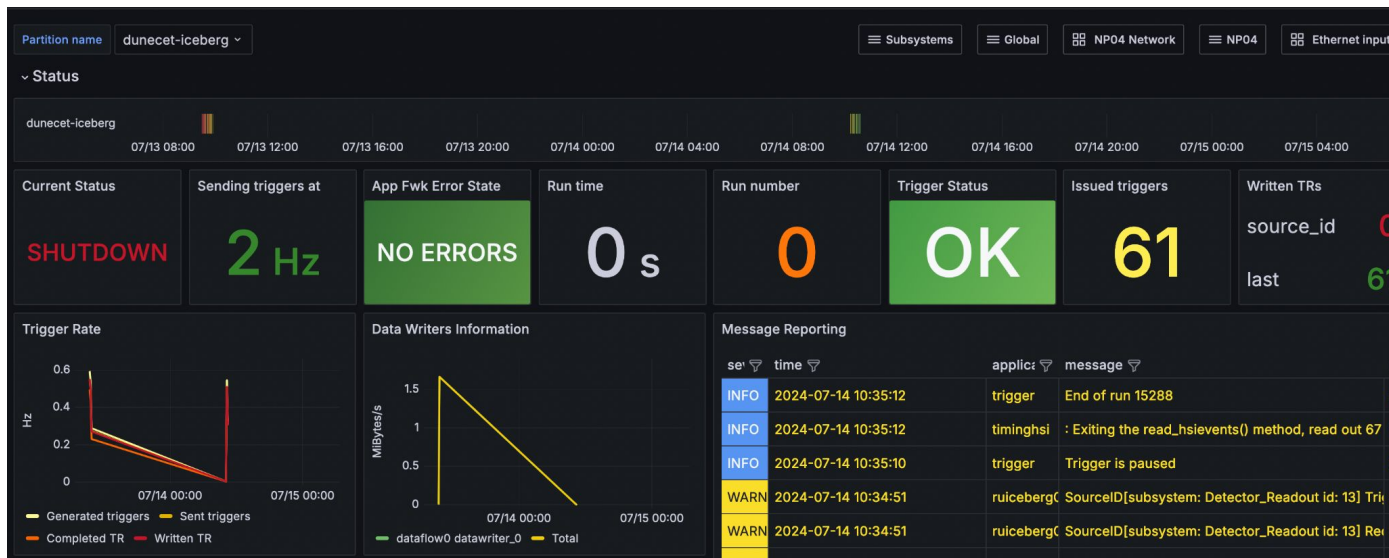 Partition name dunecet-iceberg
Subsystems Global NP04 Network NP04 Ethernet input
Status
dunecet-iceberg
07/13 08:00 07/13 12:00 07/13 16:00 07/13 20:00 07/14 00:00 07/14 04:00 07/14 08:00 07/14 12:00 07/14 16:00 07/14 20:00 07/15 00:00 07/15 04:00
Current Status
SHUTDOWN
Sending triggers at
2 Hz
App Fwk Error State
NO ERRORS
Run time
0 s
Run number
0
Trigger Status
OK
Issued triggers
61
Written TRs
source_id 0
last 61
Trigger Rate
Hz
0.6
0.4
0.2
0
07/14 00:00 07/15 00:00
Generated triggers Sent triggers
Completed TR Written TR
Data Writers Information
MiBytes/s
1.5
1
0.5
0
07/14 00:00 07/15 00:00
dataflow0 datawriter_0 Total
Message Reporting
se time applica message
INFO 2024-07-14 10:35:12 trigger End of run 15288
INFO 2024-07-14 10:35:12 timinghsi : Exiting the read_hsievents() method, read out 67
INFO 2024-07-14 10:35:10 trigger Trigger is paused
WARN 2024-07-14 10:34:51 ruiceberg0 SourceID[subsystem: Detector_Readout id: 13] Tri
WARN 2024-07-14 10:34:51 ruiceberg0 SourceID[subsystem: Detector_Readout id: 13] Re